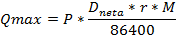 Qmax = P * D_neta * r * M / 86400